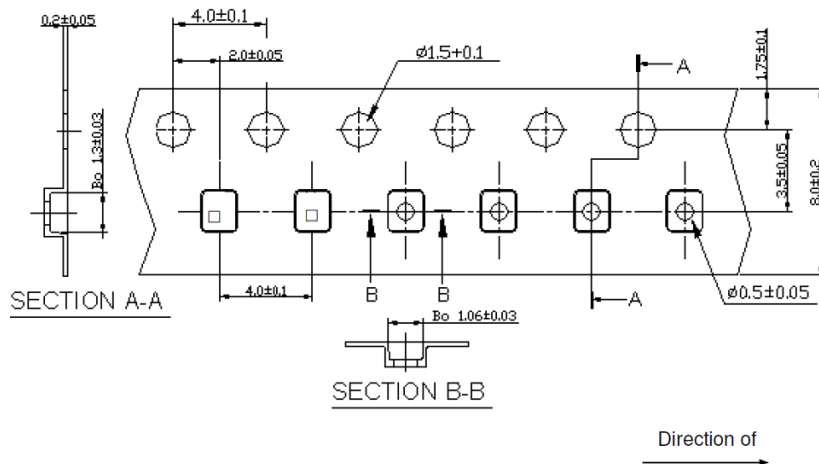 0.2±0.05
4.0±0.1
2.0±0.05
Ø1.5+0.1
A
1.75±0.1
Bo 1.3±0.03
3.5±0.05
8.0±0.2
SECTION A-A
4.0±0.1
B
B
A
Ø0.5±0.05
Bo 1.06±0.03
SECTION B-B
Direction of